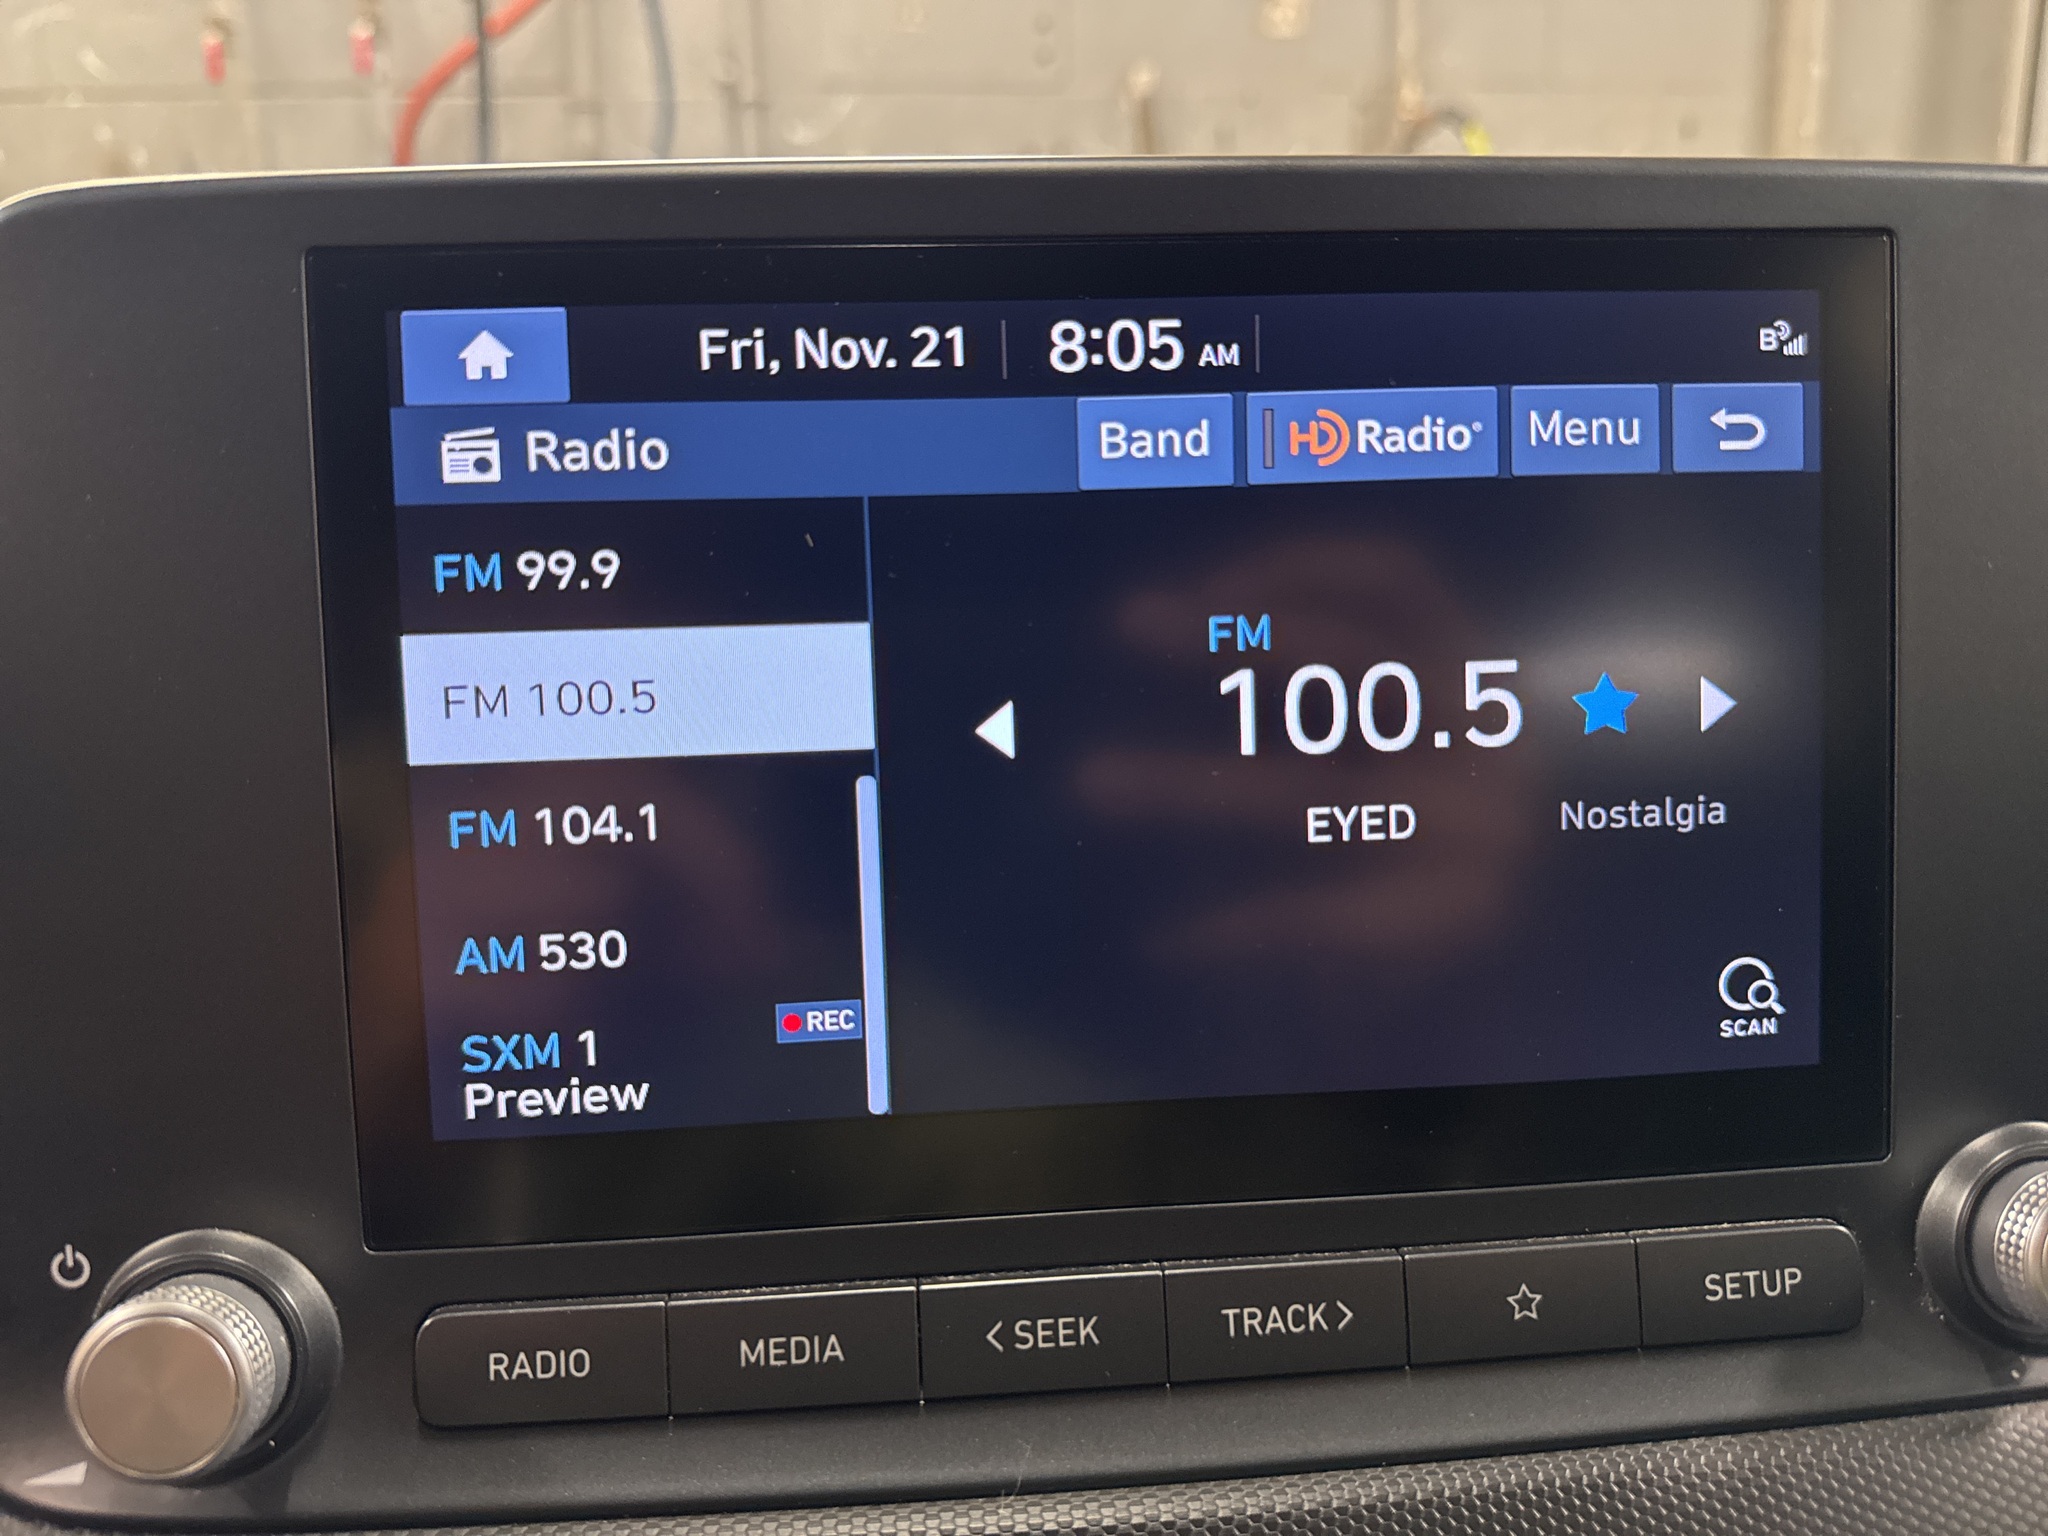 Fri, Nov. 21 8:05 AM
Radio Band HD Radio® Menu
FM 99.9
FM 100.5
FM 104.1
AM 530
SXM 1 REC
Preview
FM
100.5
EYED Nostalgia
SCAN
RADIO MEDIA < SEEK TRACK > SETUP